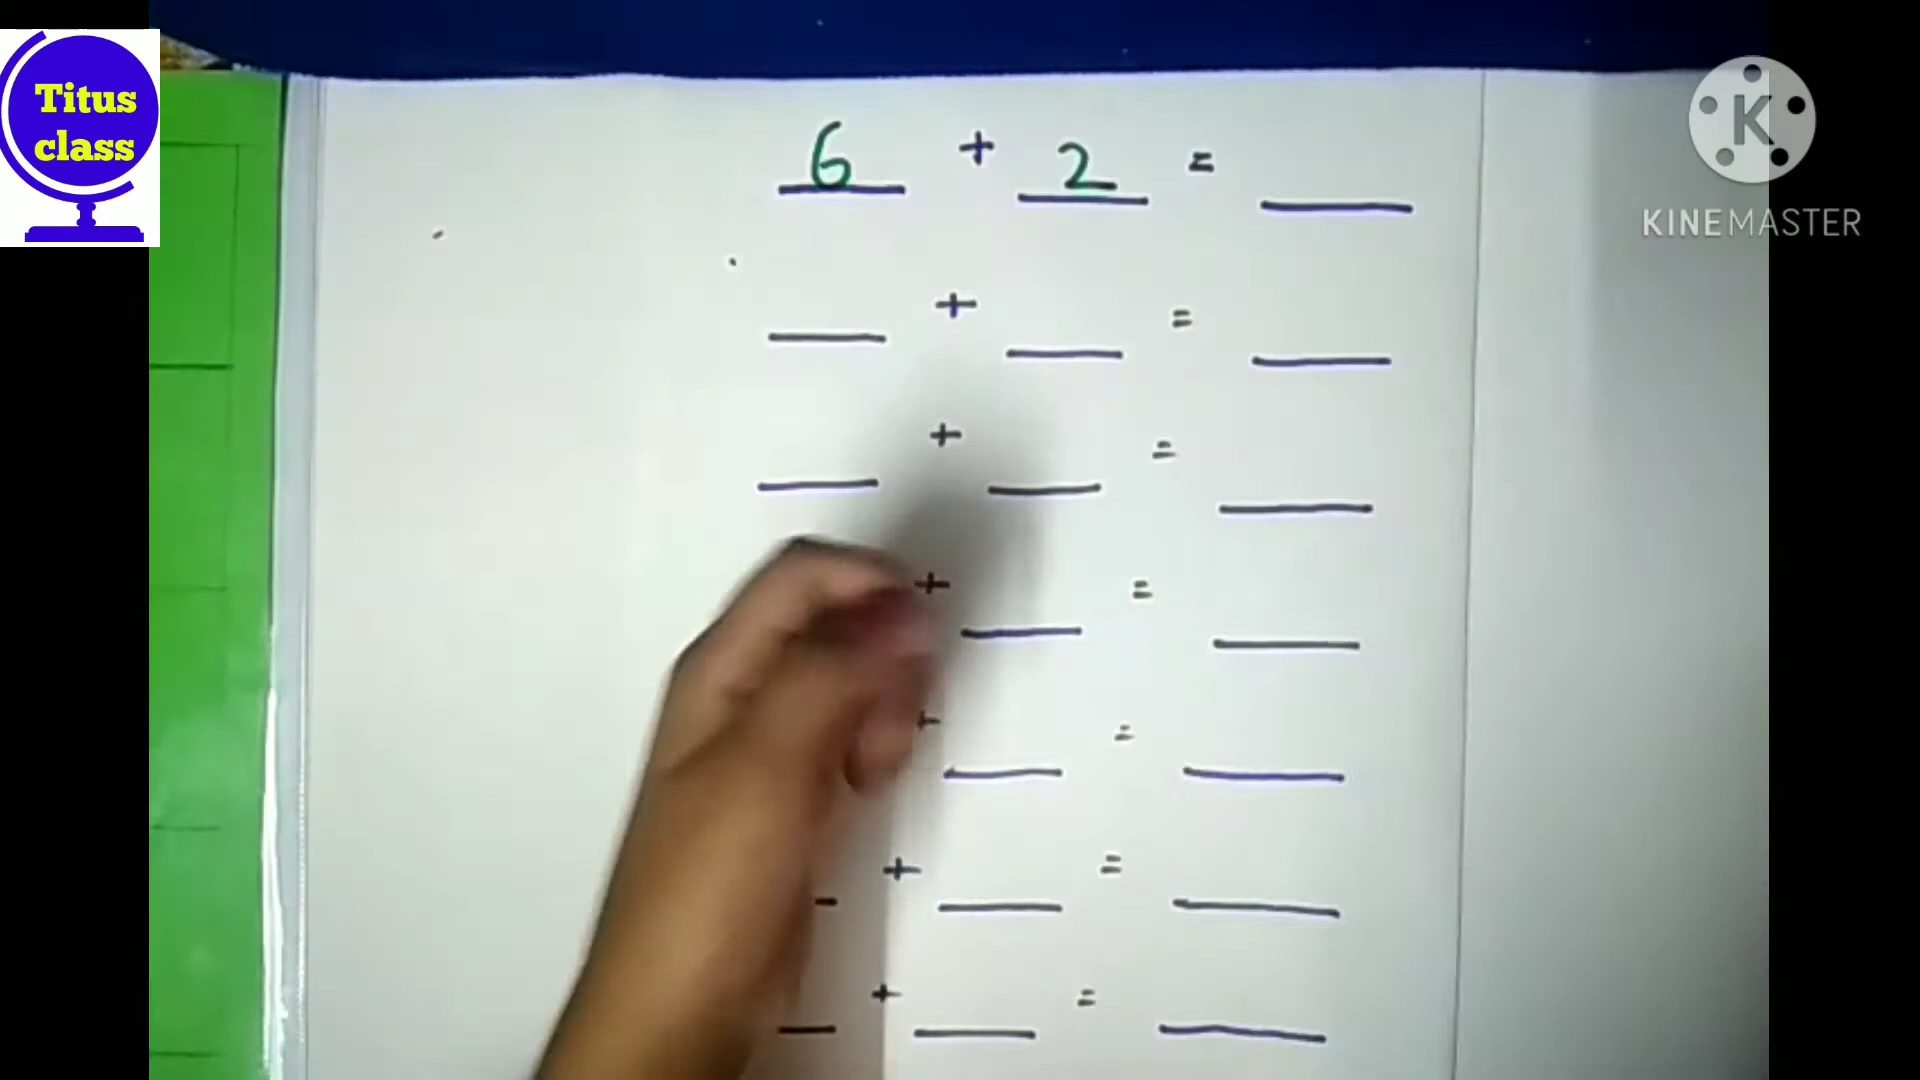 Titus
class
6 + 2 =
KINEMASTER
+ =
+ =
+ =
+ =
+ =
+ =